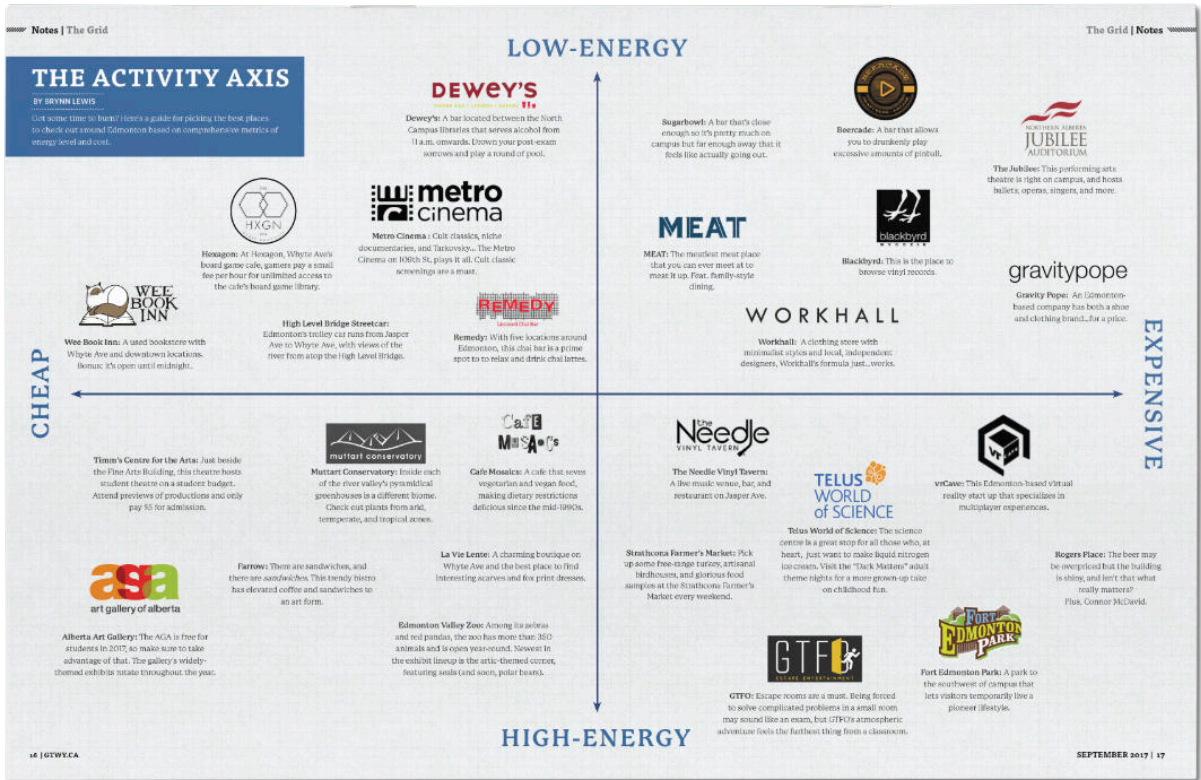 Notes | The Grid
The Grid | Notes
THE ACTIVITY AXIS
BY BRYNN LEWIS
Got some time to burn? Here's a guide for picking the best places
to check out around Edmonton based on comprehensive metrics of
energy level and cost.
LOW-ENERGY
DEWEY'S
Dewey's: A bar located between the North
Campus libraries that serves alcohol from
11 a.m. onwards. Drown your post-exam
sorrows and play a round of pool.
Sugarbowl: A bar that's close
enough so it's pretty much on
campus but far enough away that it
feels like actually going out.
BEERCADE
Beercade: A bar that allows
you to drunkenly play
excessive amounts of pinball.
NORTHERN ALBERTA
JUBILEE
AUDITORIUM
The Jubilee: This performing arts
theatre is right on campus, and hosts
ballets, operas, singers, and more.
HXGN
Hexagon: At Hexagon, Whyte Ave's
board game cafe, gamers pay a small
fee per hour for unlimited access to
the cafe's board game library.
metro
cinema
Metro Cinema : Cult classics, niche
documentaries, and Tarkovsky... The Metro
Cinema on 109th St. plays it all. Cult classic
screenings are a must.
MEAT
MEAT: The meatiest meat place
that you can ever meet at to
meat it up. Feat. family-style
dining.
blackbyrd
MYOOZIK
Blackbyrd: This is the place to
browse vinyl records.
gravitypope
Gravity Pope: An Edmonton-
based company has both a shoe
and clothing brand...for a price.
WEE
BOOK
INN
Wee Book Inn: A used bookstore with
Whyte Ave and downtown locations.
Bonus: it's open until midnight.
High Level Bridge Streetcar:
Edmonton's trolley car runs from Jasper
Ave to Whyte Ave, with views of the
river from atop the High Level Bridge.
REMEDY
Remedy: With five locations around
Edmonton, this chai bar is a prime
spot to to relax and drink chai lattes.
WORKHALL
Workhall: A clothing store with
minimalist styles and local, independent
designers, Workhall's formula just...works.
CHEAP
EXPENSIVE
Timm's Centre for the Arts: Just beside
the Fine Arts Building, this theatre hosts
student theatre on a student budget.
Attend previews of productions and only
pay $5 for admission.
muttart conservatory
Muttart Conservatory: Inside each
of the river valley's pyramidical
greenhouses is a different biome.
Check out plants from arid,
termperate, and tropical zones.
Café
MOSAICS
Cafe Mosaics: A cafe that seves
vegetarian and vegan food,
making dietary restrictions
delicious since the mid-1990s.
the
Needle
VINYL TAVERN
The Needle Vinyl Tavern:
A live music venue, bar, and
restaurant on Jasper Ave.
TELUS
WORLD
of SCIENCE
Telus World of Science: The science
centre is a great stop for all those who, at
heart, just want to make liquid nitrogen
ice cream. Visit the "Dark Matters" adult
theme nights for a more grown-up take
on childhood fun.
VR
vrCave: This Edmonton-based virtual
reality start up that specializes in
multiplayer experiences.
aga
art gallery of alberta
Alberta Art Gallery: The AGA is free for
students in 2017, so make sure to take
advantage of that. The gallery's widely-
themed exhibits rotate throughout the year.
Farrow: There are sandwiches, and
there are sandwiches. This trendy bistro
has elevated coffee and sandwiches to
an art form.
La Vie Lente: A charming boutique on
Whyte Ave and the best place to find
interesting scarves and fox print dresses.
Edmonton Valley Zoo: Among its zebras
and red pandas, the zoo has more than 350
animals and is open year-round. Newest in
the exhibit lineup is the artic-themed corner,
featuring seals (and soon, polar bears).
Strathcona Farmer's Market: Pick
up some free-range turkey, artisanal
birdhouses, and glorious food
samples at the Strathcona Farmer's
Market every weekend.
Rogers Place: The beer may
be overpriced but the building
is shiny, and isn't that what
really matters?
Plus, Connor McDavid.
GTFO
ESCAPE ENTERTAINMENT
GTFO: Escape rooms are a must. Being forced
to solve complicated problems in a small room
may sound like an exam, but GTFO's atmospheric
adventure feels the furthest thing from a classroom.
FORT
EDMONTON
PARK
Fort Edmonton Park: A park to
the southwest of campus that
lets visitors temporarily live a
pioneer lifestyle.
HIGH-ENERGY
16 | GTWY.CA
SEPTEMBER 2017 | 17